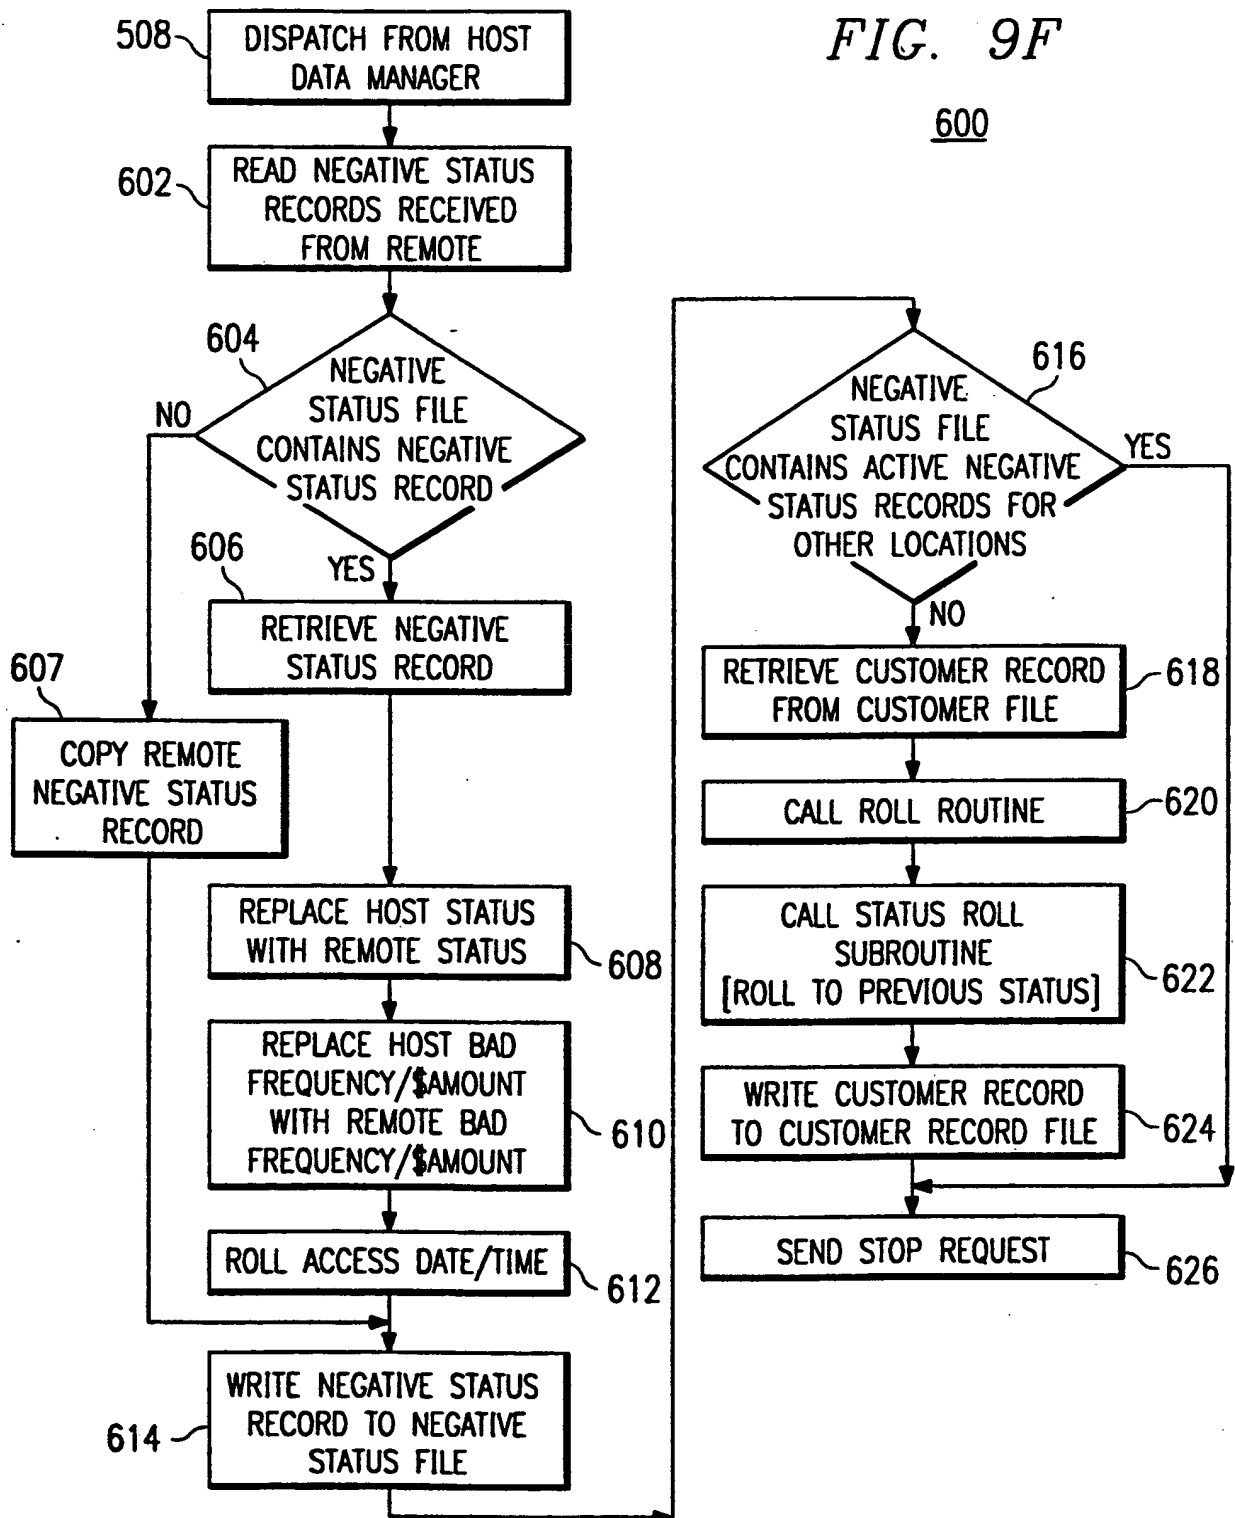 FIG. 9F
600
508
DISPATCH FROM HOST
DATA MANAGER
602
READ NEGATIVE STATUS
RECORDS RECEIVED
FROM REMOTE
604
NEGATIVE
STATUS FILE
CONTAINS NEGATIVE
STATUS RECORD
NO
YES
606
RETRIEVE NEGATIVE
STATUS RECORD
607
COPY REMOTE
NEGATIVE STATUS
RECORD
REPLACE HOST STATUS
WITH REMOTE STATUS
608
REPLACE HOST BAD
FREQUENCY/$AMOUNT
WITH REMOTE BAD
FREQUENCY/$AMOUNT
610
ROLL ACCESS DATE/TIME
612
WRITE NEGATIVE STATUS
RECORD TO NEGATIVE
STATUS FILE
614
616
NEGATIVE
STATUS FILE
CONTAINS ACTIVE NEGATIVE
STATUS RECORDS FOR
OTHER LOCATIONS
YES
NO
RETRIEVE CUSTOMER RECORD
FROM CUSTOMER FILE
618
CALL ROLL ROUTINE
620
CALL STATUS ROLL
SUBROUTINE
[ROLL TO PREVIOUS STATUS]
622
WRITE CUSTOMER RECORD
TO CUSTOMER RECORD FILE
624
SEND STOP REQUEST
626